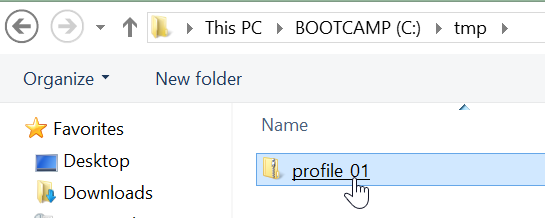 This PC BOOTCAMP (C:) tmp
Organize New folder
Favorites
Name
Desktop
profile_01
Downloads